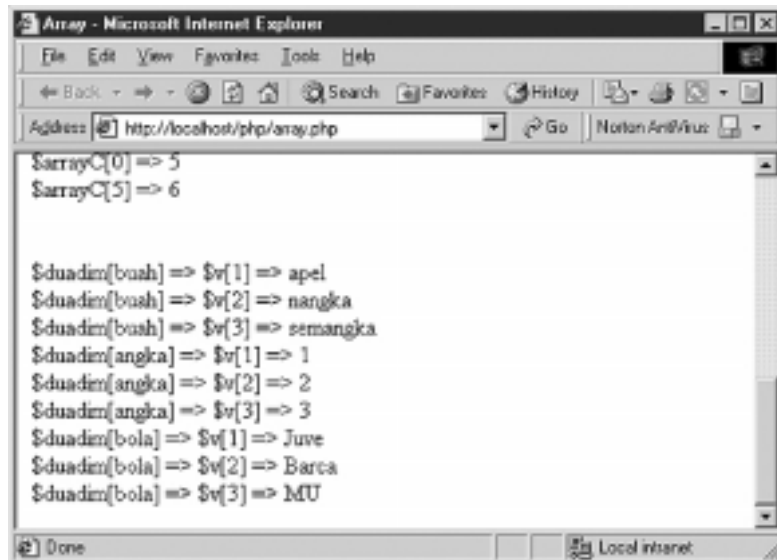 Array - Microsoft Internet Explorer
File Edit View Favorites Tools Help
Back Search Favorites History
Address http://localhost/php/array.php Go Norton AntiVirus
$arrayC[0] => 5
$arrayC[5] => 6
$duadim[buah] => $v[1] => apel
$duadim[buah] => $v[2] => nangka
$duadim[buah] => $v[3] => semangka
$duadim[angka] => $v[1] => 1
$duadim[angka] => $v[2] => 2
$duadim[angka] => $v[3] => 3
$duadim[bola] => $v[1] => Juve
$duadim[bola] => $v[2] => Barca
$duadim[bola] => $v[3] => MU
Done Local intranet